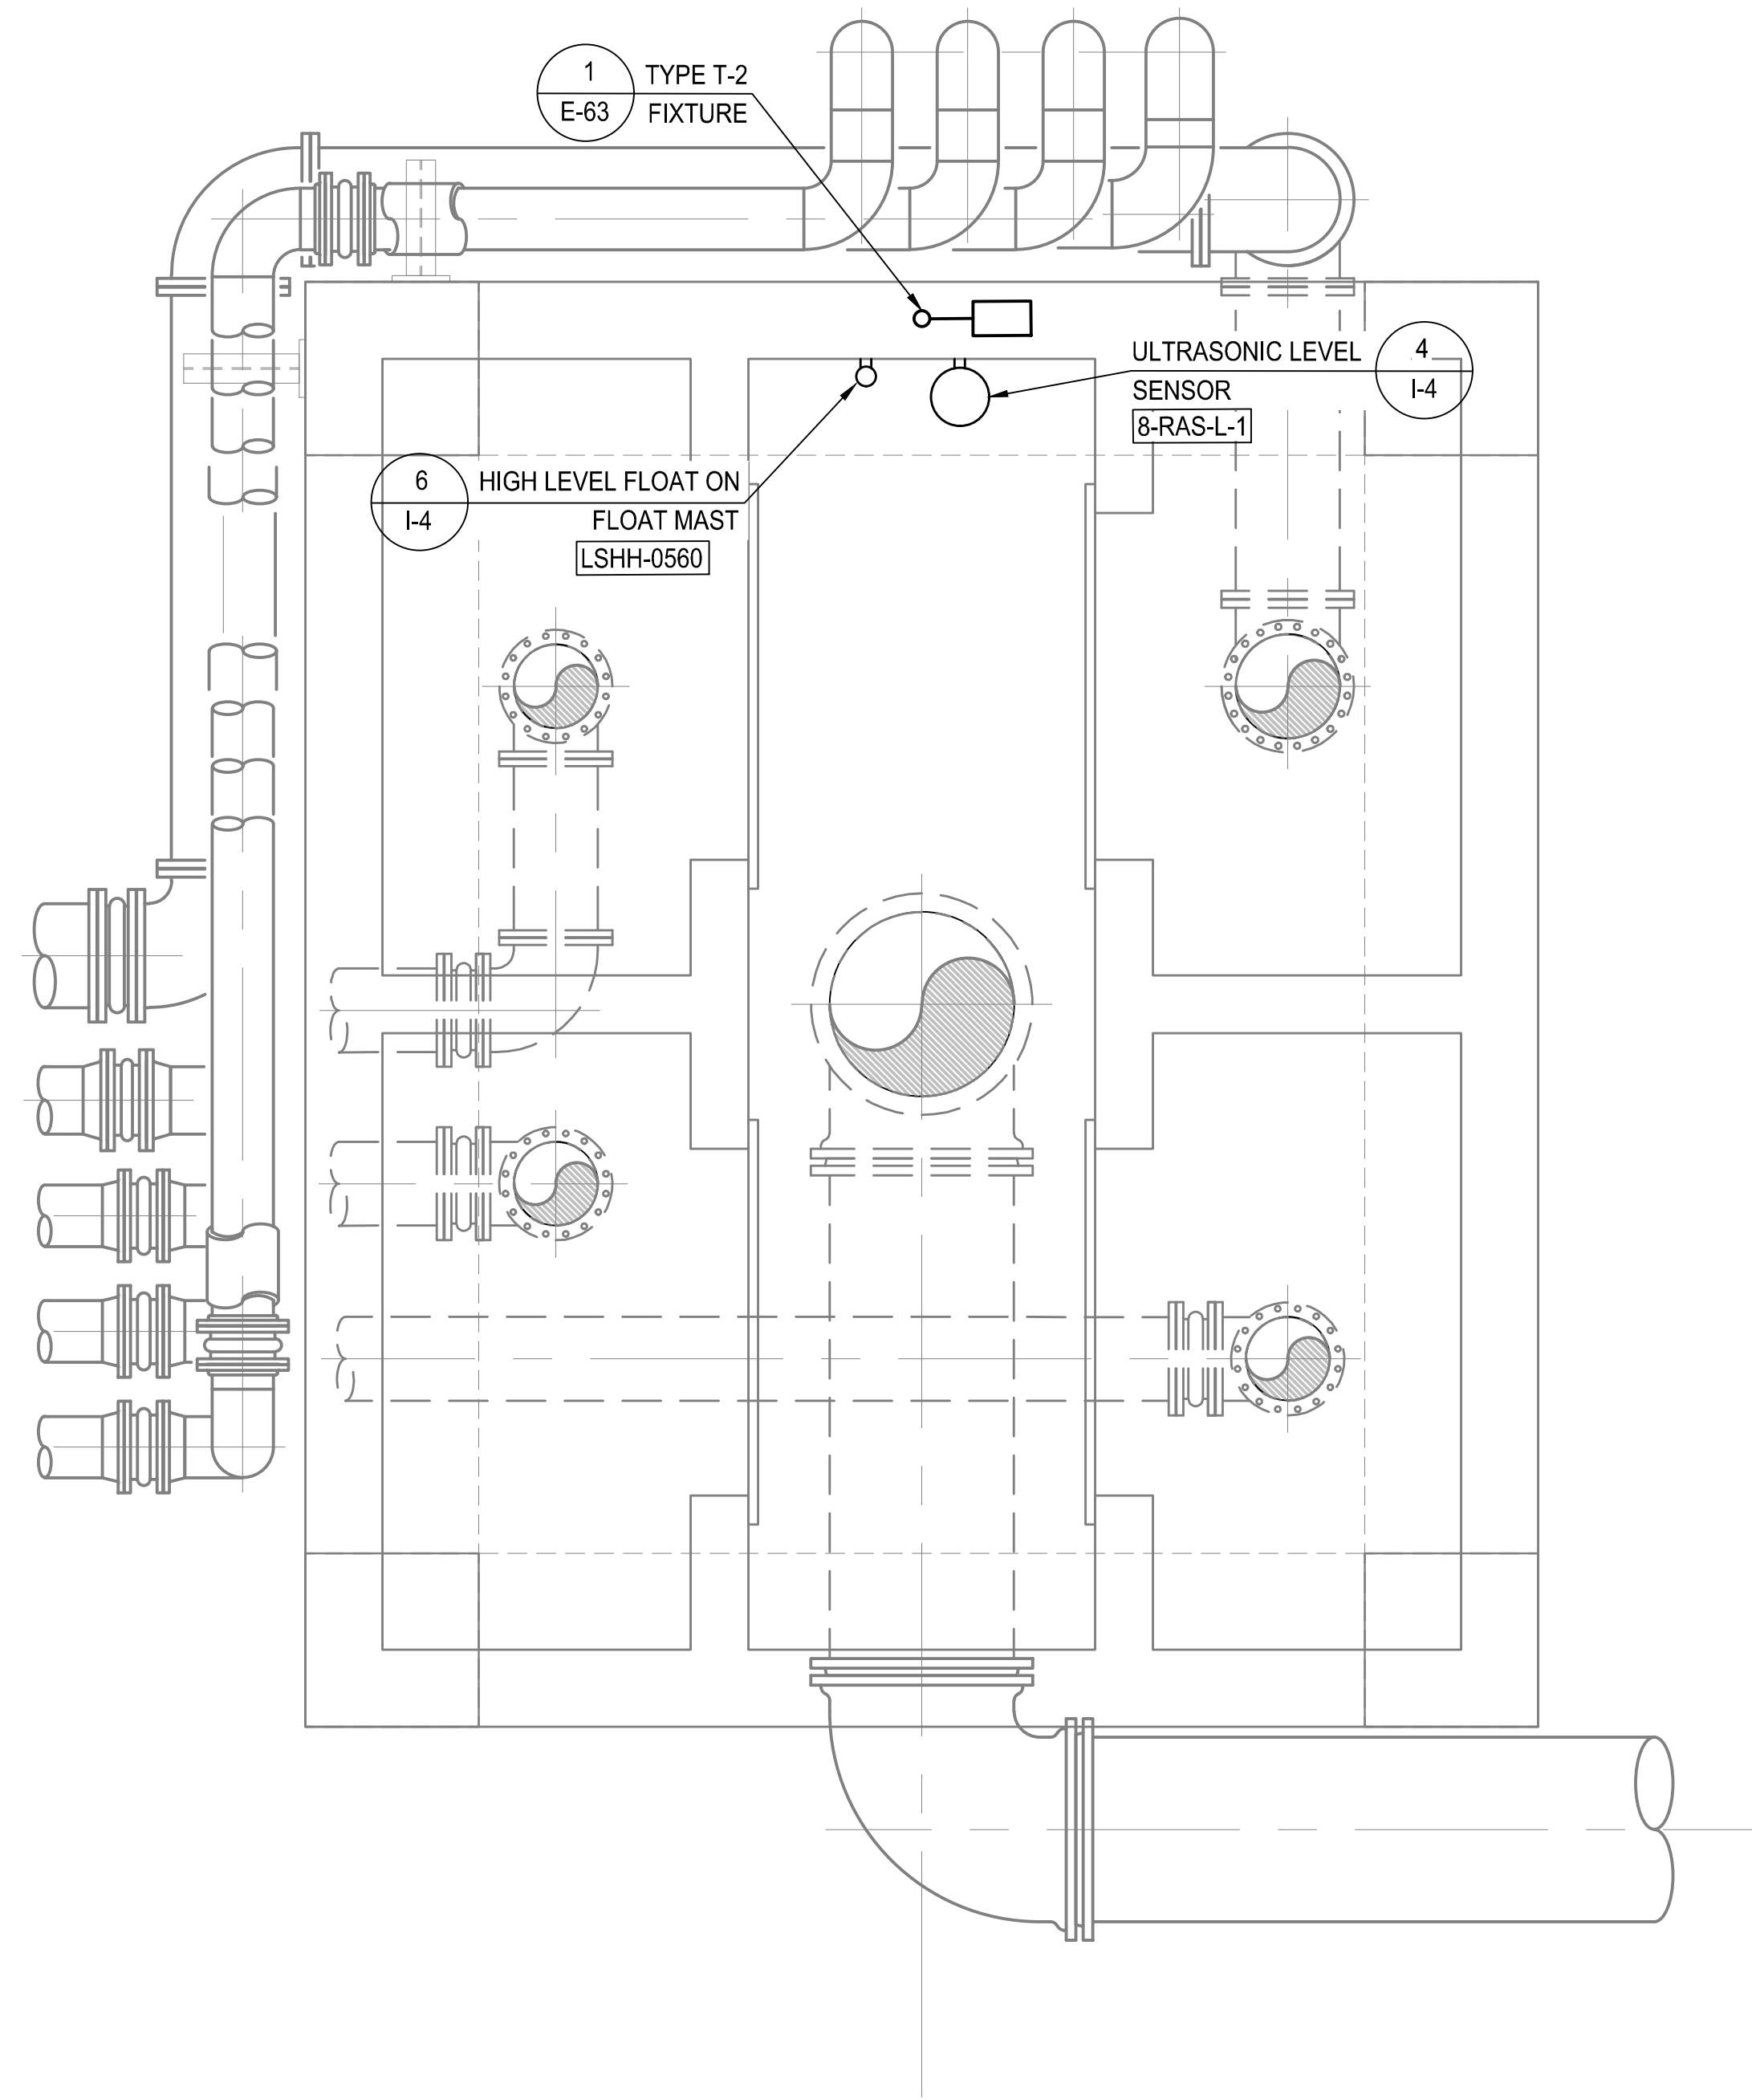 1
E-63
TYPE T-2
FIXTURE
ULTRASONIC LEVEL
SENSOR
8-RAS-L-1
4
I-4
6
I-4
HIGH LEVEL FLOAT ON
FLOAT MAST
LSHH-0560